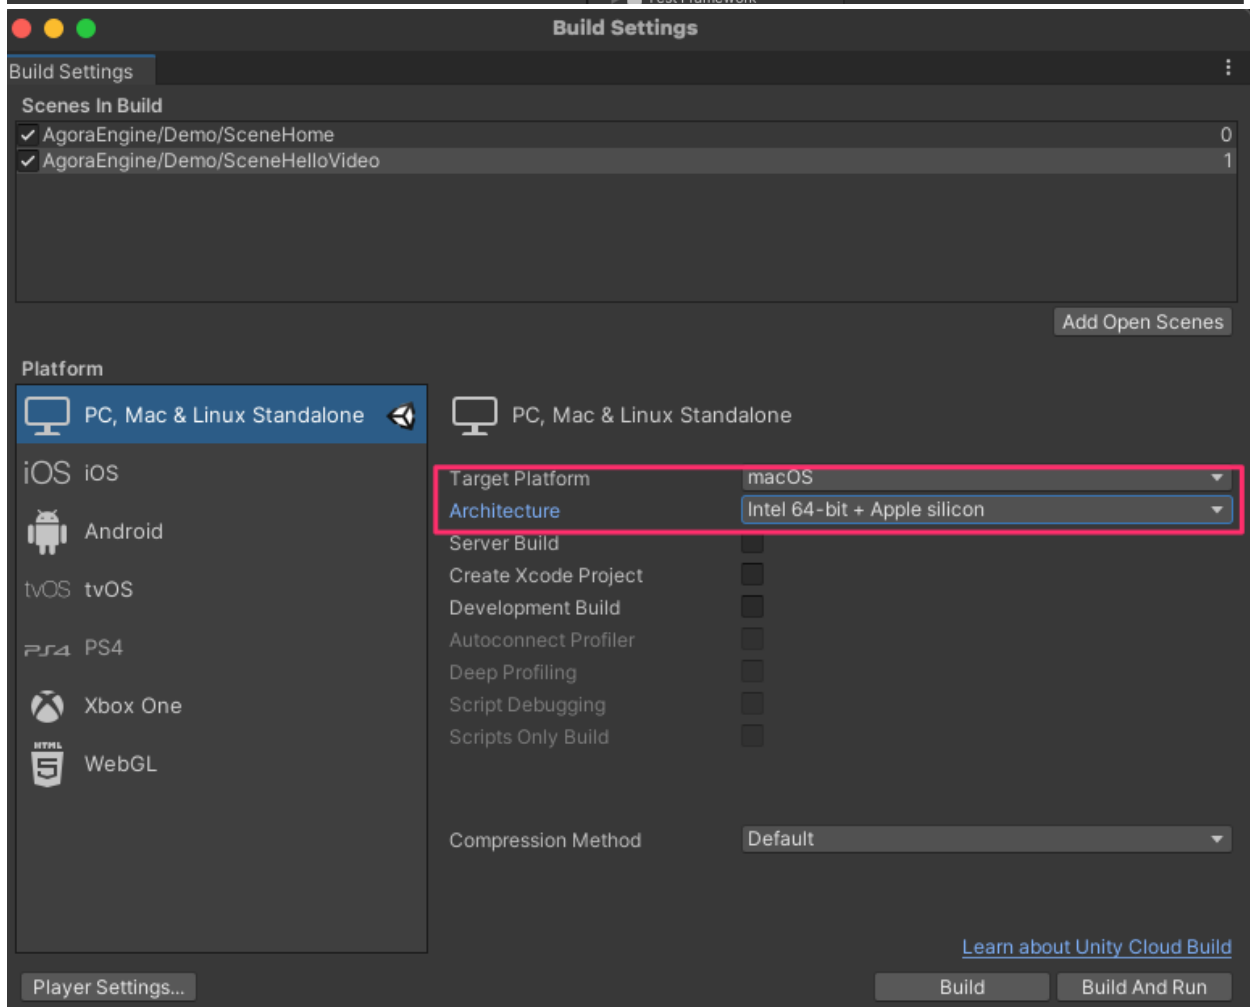 Test Framework
Build Settings
Build Settings
Scenes In Build
AgoraEngine/Demo/SceneHome 0
AgoraEngine/Demo/SceneHelloVideo 1
Add Open Scenes
Platform
PC, Mac & Linux Standalone
iOS iOS
Android
tvOS tvOS
PS4 PS4
Xbox One
HTML 5 WebGL
PC, Mac & Linux Standalone
Target Platform macOS
Architecture Intel 64-bit + Apple silicon
Server Build
Create Xcode Project
Development Build
Autoconnect Profiler
Deep Profiling
Script Debugging
Scripts Only Build
Compression Method Default
Learn about Unity Cloud Build
Player Settings... Build Build And Run